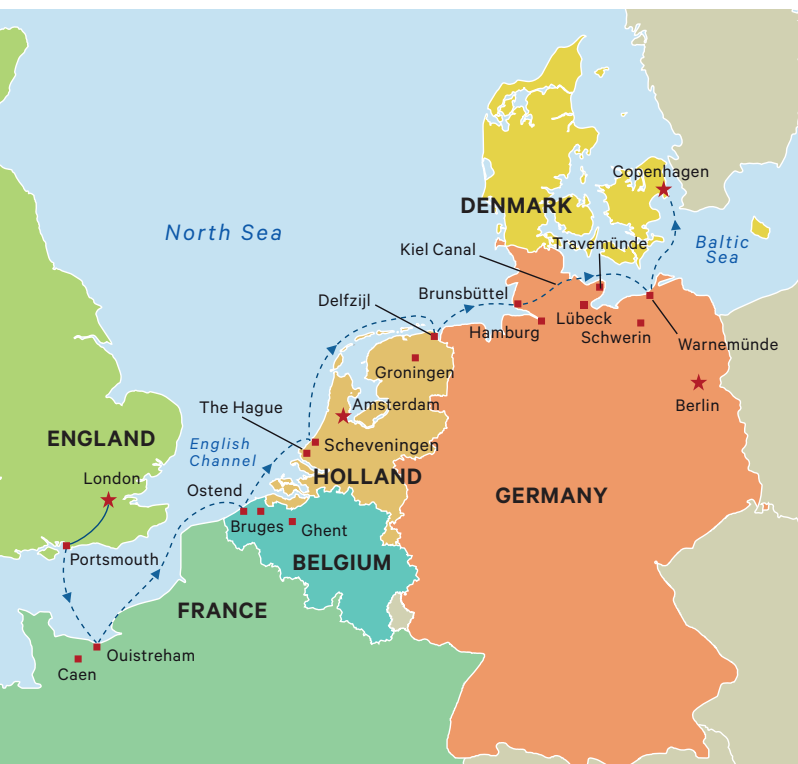 Copenhagen
DENMARK
North Sea
Baltic
Sea
Travemünde
Kiel Canal
Brunsbüttel
Delfzijl
Lübeck
Hamburg
Schwerin
Warnemünde
Groningen
Berlin
Amsterdam
The Hague
ENGLAND
English
Channel
Scheveningen
HOLLAND
London
Ostend
GERMANY
Bruges
Ghent
Portsmouth
BELGIUM
FRANCE
Ouistreham
Caen